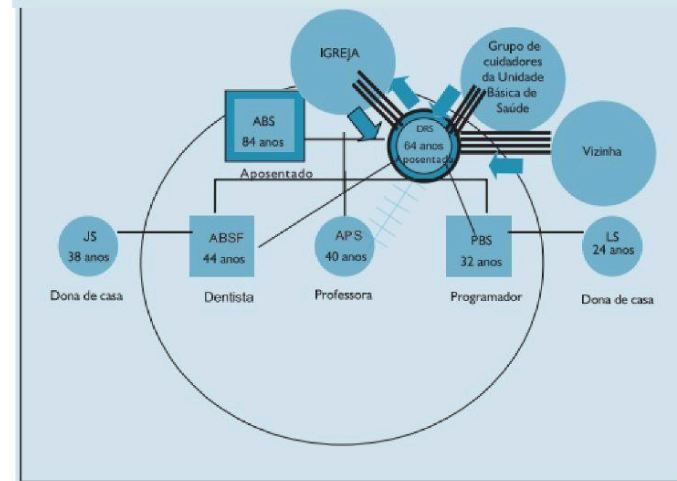 IGREJA
Grupo de
cuidadores
da Unidade
Básica de
Saúde
ABS
84 anos
Aposentado
DRS
64 anos
Aposentada
Vizinha
JS
38 anos
Dona de casa
ABSF
44 anos
Dentista
APS
40 anos
Professora
PBS
32 anos
Programador
LS
24 anos
Dona de casa